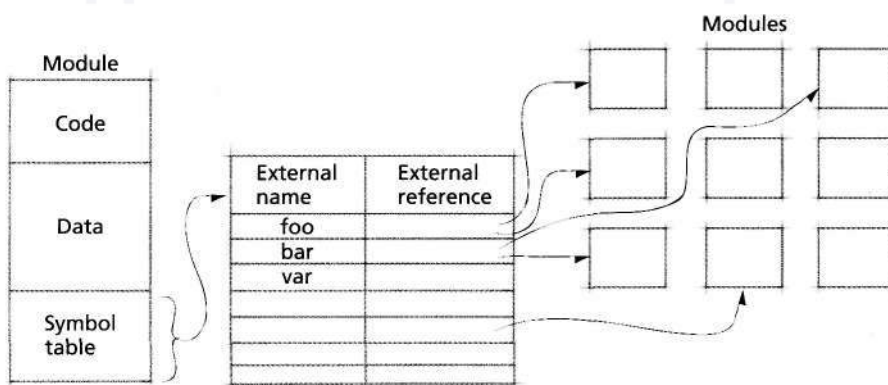 Modules
Module
Code
Data
Symbol
table
External
name
External
reference
foo
bar
var